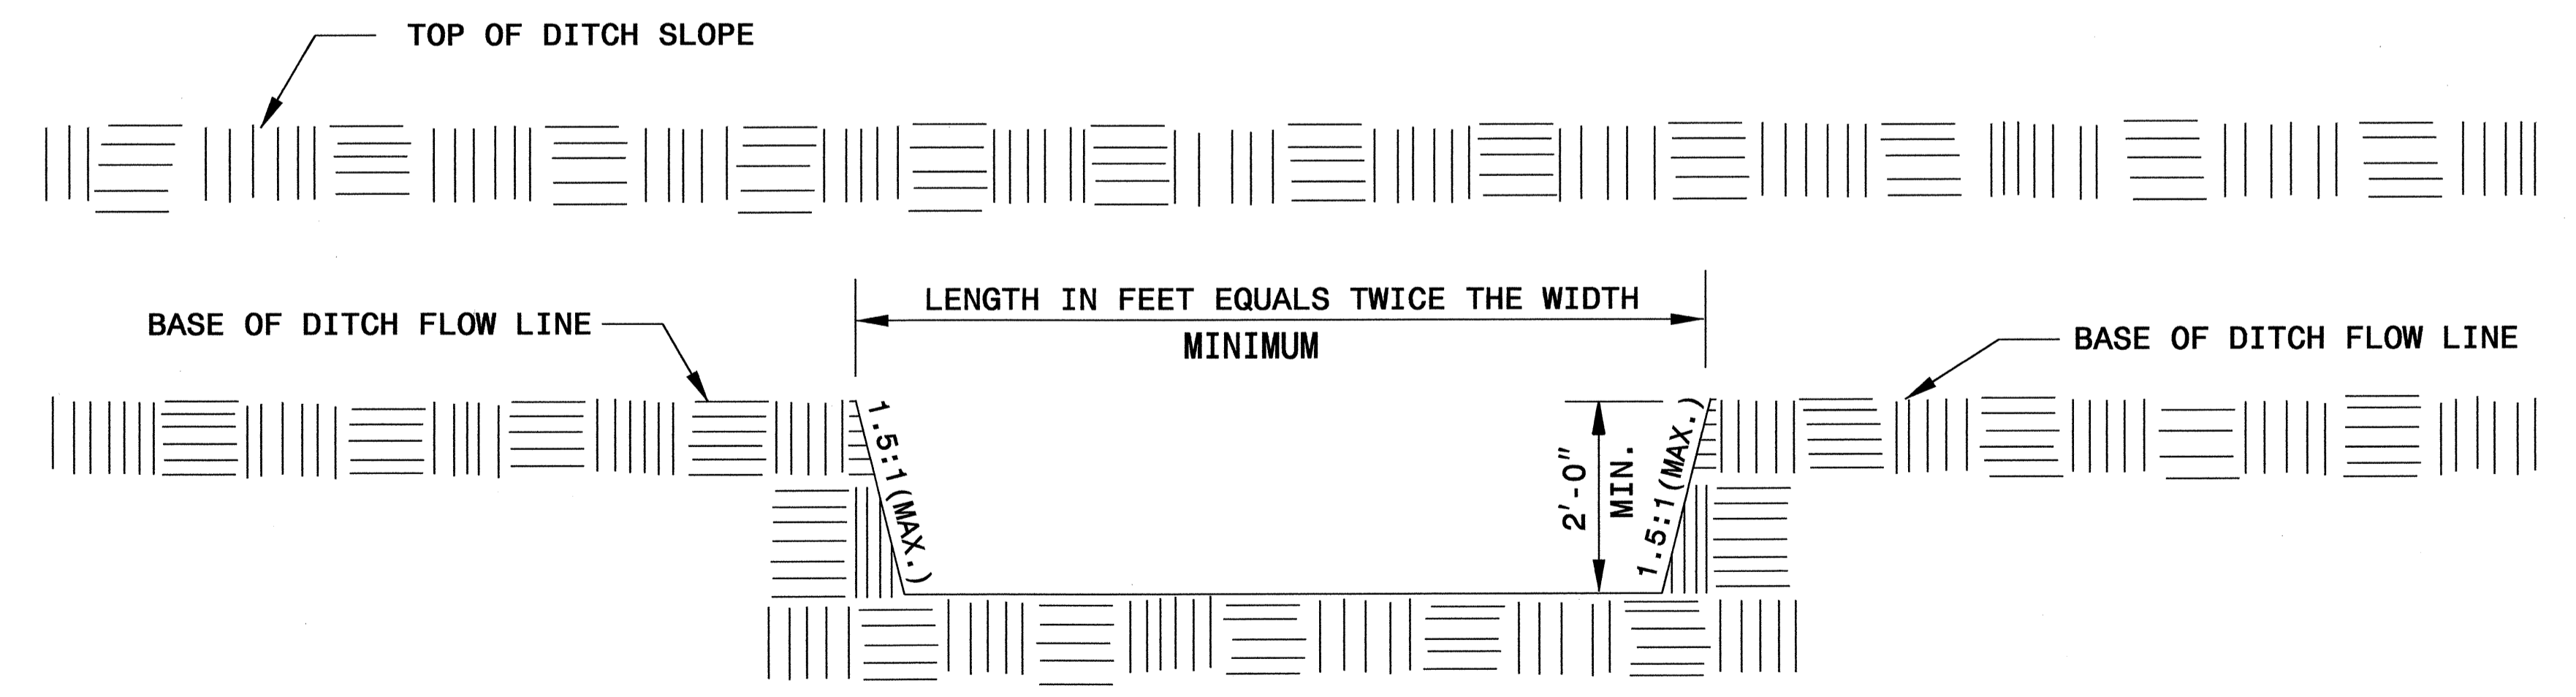 TOP OF DITCH SLOPE
LENGTH IN FEET EQUALS TWICE THE WIDTH
MINIMUM
BASE OF DITCH FLOW LINE
BASE OF DITCH FLOW LINE
1.5:1(MAX.)
2'-0"
MIN.
1.5:1(MAX.)